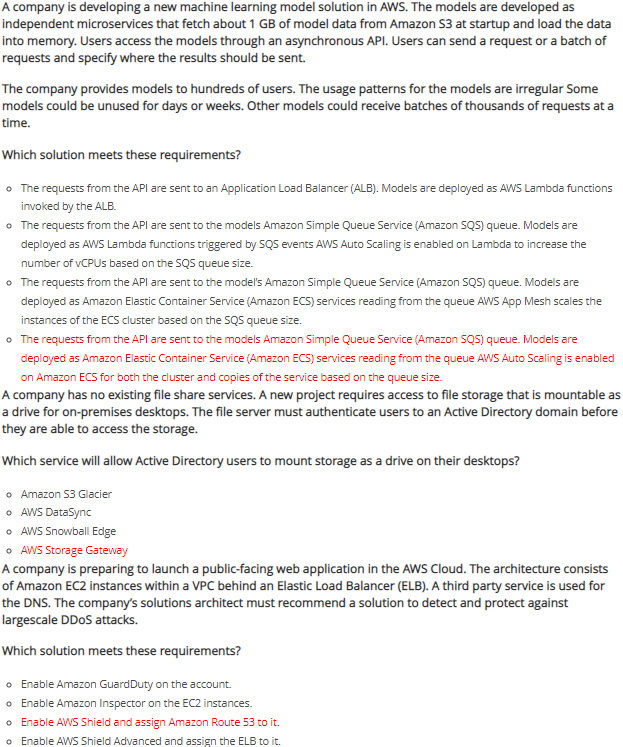 A company is developing a new machine learning model solution in AWS. The models are developed as
independent microservices that fetch about 1 GB of model data from Amazon S3 at startup and load the data
into memory. Users access the models through an asynchronous API. Users can send a request or a batch of
requests and specify where the results should be sent.
The company provides models to hundreds of users. The usage patterns for the models are irregular Some
models could be unused for days or weeks. Other models could receive batches of thousands of requests at a
time.
Which solution meets these requirements?
The requests from the API are sent to an Application Load Balancer (ALB). Models are deployed as AWS Lambda functions
invoked by the ALB.
The requests from the API are sent to the models Amazon Simple Queue Service (Amazon SQS) queue. Models are
deployed as AWS Lambda functions triggered by SQS events AWS Auto Scaling is enabled on Lambda to increase the
number of vCPUs based on the SQS queue size.
The requests from the API are sent to the model's Amazon Simple Queue Service (Amazon SQS) queue. Models are
deployed as Amazon Elastic Container Service (Amazon ECS) services reading from the queue AWS App Mesh scales the
instances of the ECS cluster based on the SQS queue size.
The requests from the API are sent to the models Amazon Simple Queue Service (Amazon SQS) queue. Models are
deployed as Amazon Elastic Container Service (Amazon ECS) services reading from the queue AWS Auto Scaling is enabled
on Amazon ECS for both the cluster and copies of the service based on the queue size.
A company has no existing file share services. A new project requires access to file storage that is mountable as
a drive for on-premises desktops. The file server must authenticate users to an Active Directory domain before
they are able to access the storage.
Which service will allow Active Directory users to mount storage as a drive on their desktops?
Amazon S3 Glacier
AWS DataSync
AWS Snowball Edge
AWS Storage Gateway
A company is preparing to launch a public-facing web application in the AWS Cloud. The architecture consists
of Amazon EC2 instances within a VPC behind an Elastic Load Balancer (ELB). A third party service is used for
the DNS. The company's solutions architect must recommend a solution to detect and protect against
largescale DDoS attacks.
Which solution meets these requirements?
Enable Amazon GuardDuty on the account.
Enable Amazon Inspector on the EC2 instances.
Enable AWS Shield and assign Amazon Route 53 to it.
Enable AWS Shield Advanced and assign the ELB to it.